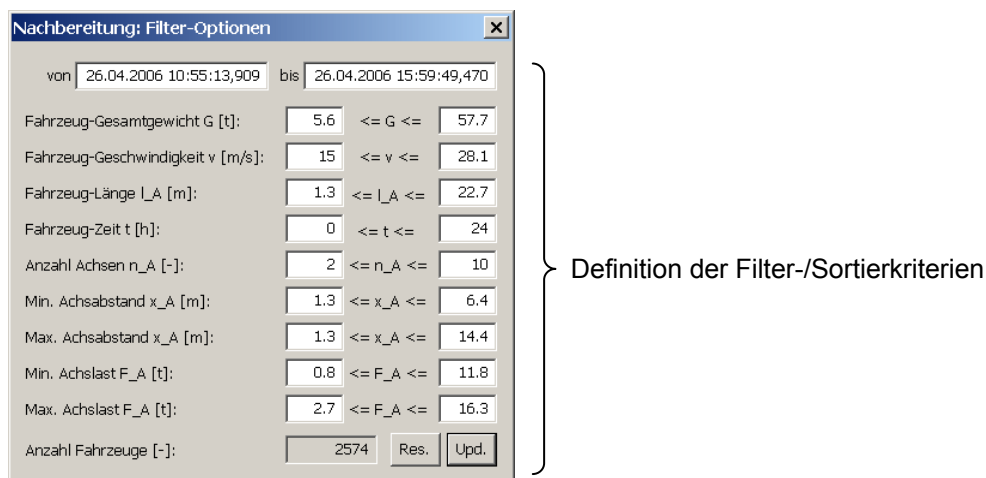 Nachbereitung: Filter-Optionen
von 26.04.2006 10:55:13,909 bis 26.04.2006 15:59:49,470
Fahrzeug-Gesamtgewicht G [t]: 5.6 <= G <= 57.7
Fahrzeug-Geschwindigkeit v [m/s]: 15 <= v <= 28.1
Fahrzeug-Länge l_A [m]: 1.3 <= l_A <= 22.7
Fahrzeug-Zeit t [h]: 0 <= t <= 24
Anzahl Achsen n_A [-]: 2 <= n_A <= 10
Definition der Filter-/Sortierkriterien
Min. Achsabstand x_A [m]: 1.3 <= x_A <= 6.4
Max. Achsabstand x_A [m]: 1.3 <= x_A <= 14.4
Min. Achslast F_A [t]: 0.8 <= F_A <= 11.8
Max. Achslast F_A [t]: 2.7 <= F_A <= 16.3
Anzahl Fahrzeuge [-]: 2574 Res. Upd.